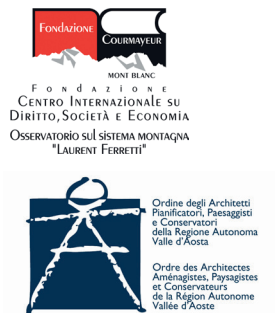 FONDAZIONE
COURMAYEUR
MONT BLANC
Fondazione
CENTRO INTERNAZIONALE SU
DIRITTO, SOCIETÀ E ECONOMIA
OSSERVATORIO SUL SISTEMA MONTAGNA
"LAURENT FERRETTI"
Ordine degli Architetti
Pianificatori, Paesaggisti
e Conservatori
della Regione Autonoma
Valle d'Aosta
Ordre des Architectes
Aménagistes, Paysagistes
et Conservateurs
de la Région Autonome
Vallée d'Aoste